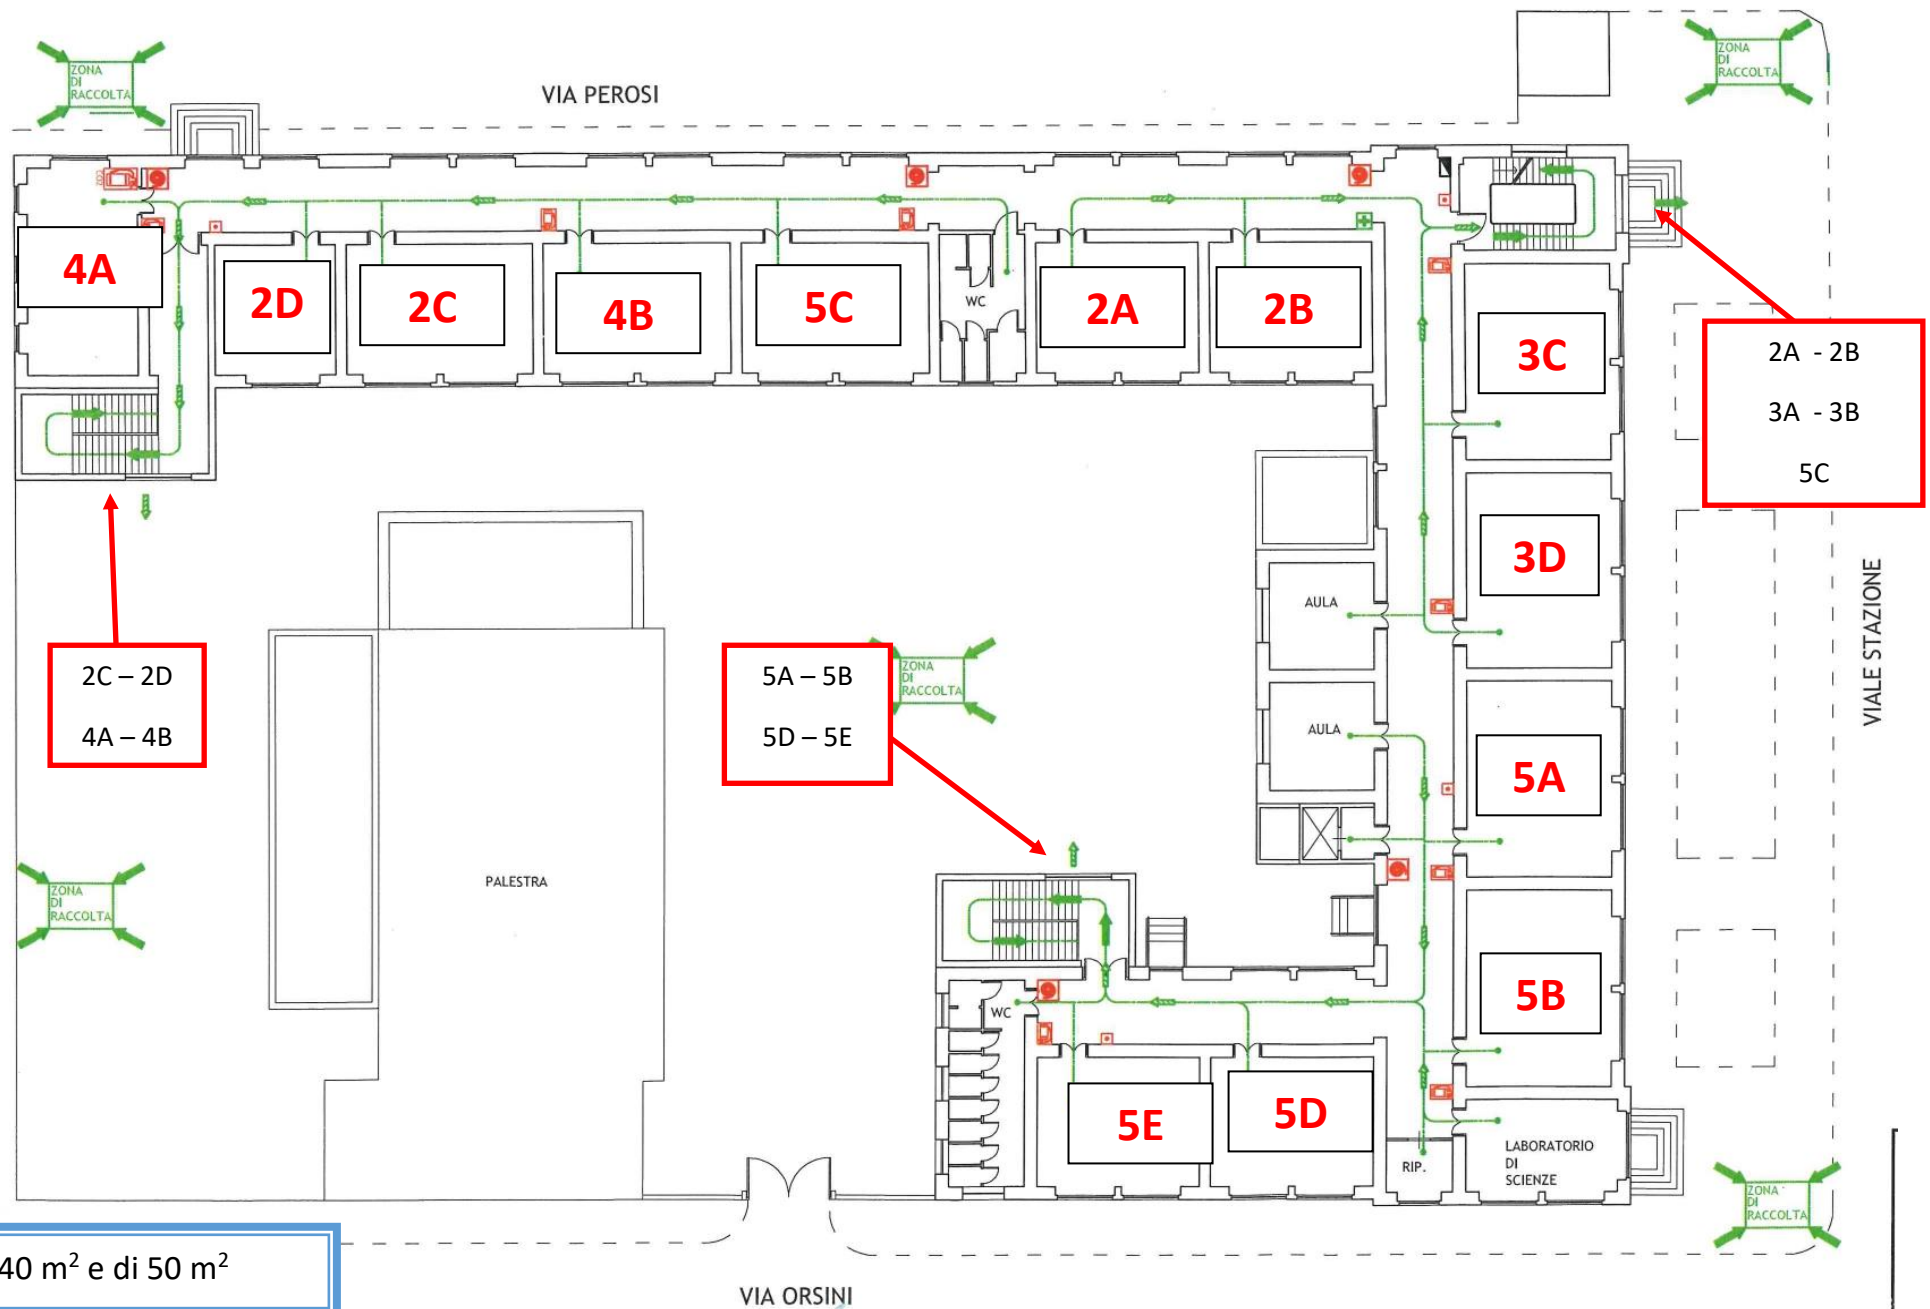 ZONA
DI
RACCOLTA
VIA PEROSI
ZONA
DI
RACCOLTA
4A
2D
2C
4B
5C
WC
2A
2B
3C
2A - 2B
3A - 3B
5C
3D
AULA
VIALE STAZIONE
2C – 2D
4A – 4B
5A – 5B
5D – 5E
ZONA
DI
RACCOLTA
AULA
5A
PALESTRA
ZONA
DI
RACCOLTA
5B
WC
5E
5D
RIP.
LABORATORIO
DI
SCIENZE
ZONA
DI
RACCOLTA
40 m² e di 50 m²
VIA ORSINI